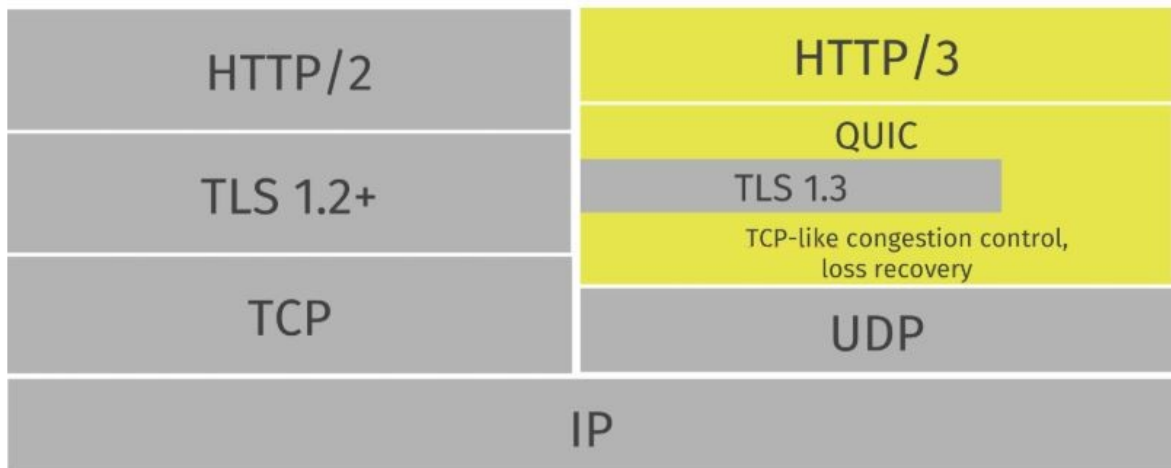 HTTP/2
TLS 1.2+
TCP
HTTP/3
QUIC
TLS 1.3
TCP-like congestion control,
loss recovery
UDP
IP